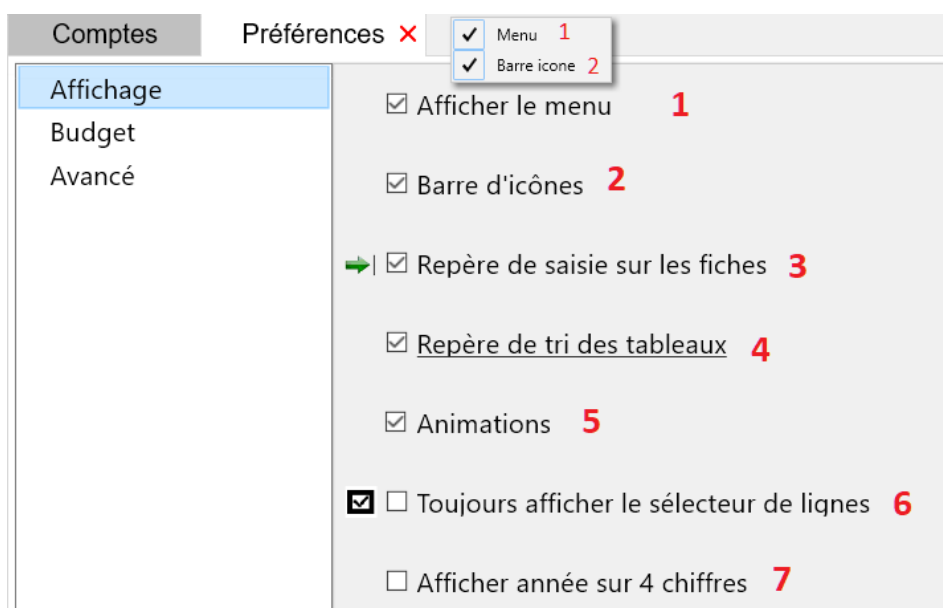 Comptes Préférences
Menu 1
Barre icone 2
Affichage
Budget
Avancé
Afficher le menu 1
Barre d'icônes 2
Repère de saisie sur les fiches 3
Repère de tri des tableaux 4
Animations 5
Toujours afficher le sélecteur de lignes 6
Afficher année sur 4 chiffres 7